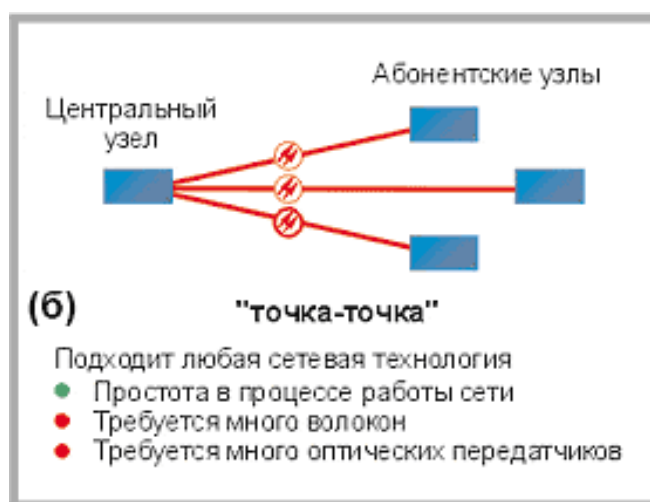 Абонентские узлы
Центральный
узел
(б)
"точка-точка"
Подходит любая сетевая технология
Простота в процессе работы сети
Требуется много волокон
Требуется много оптических передатчиков